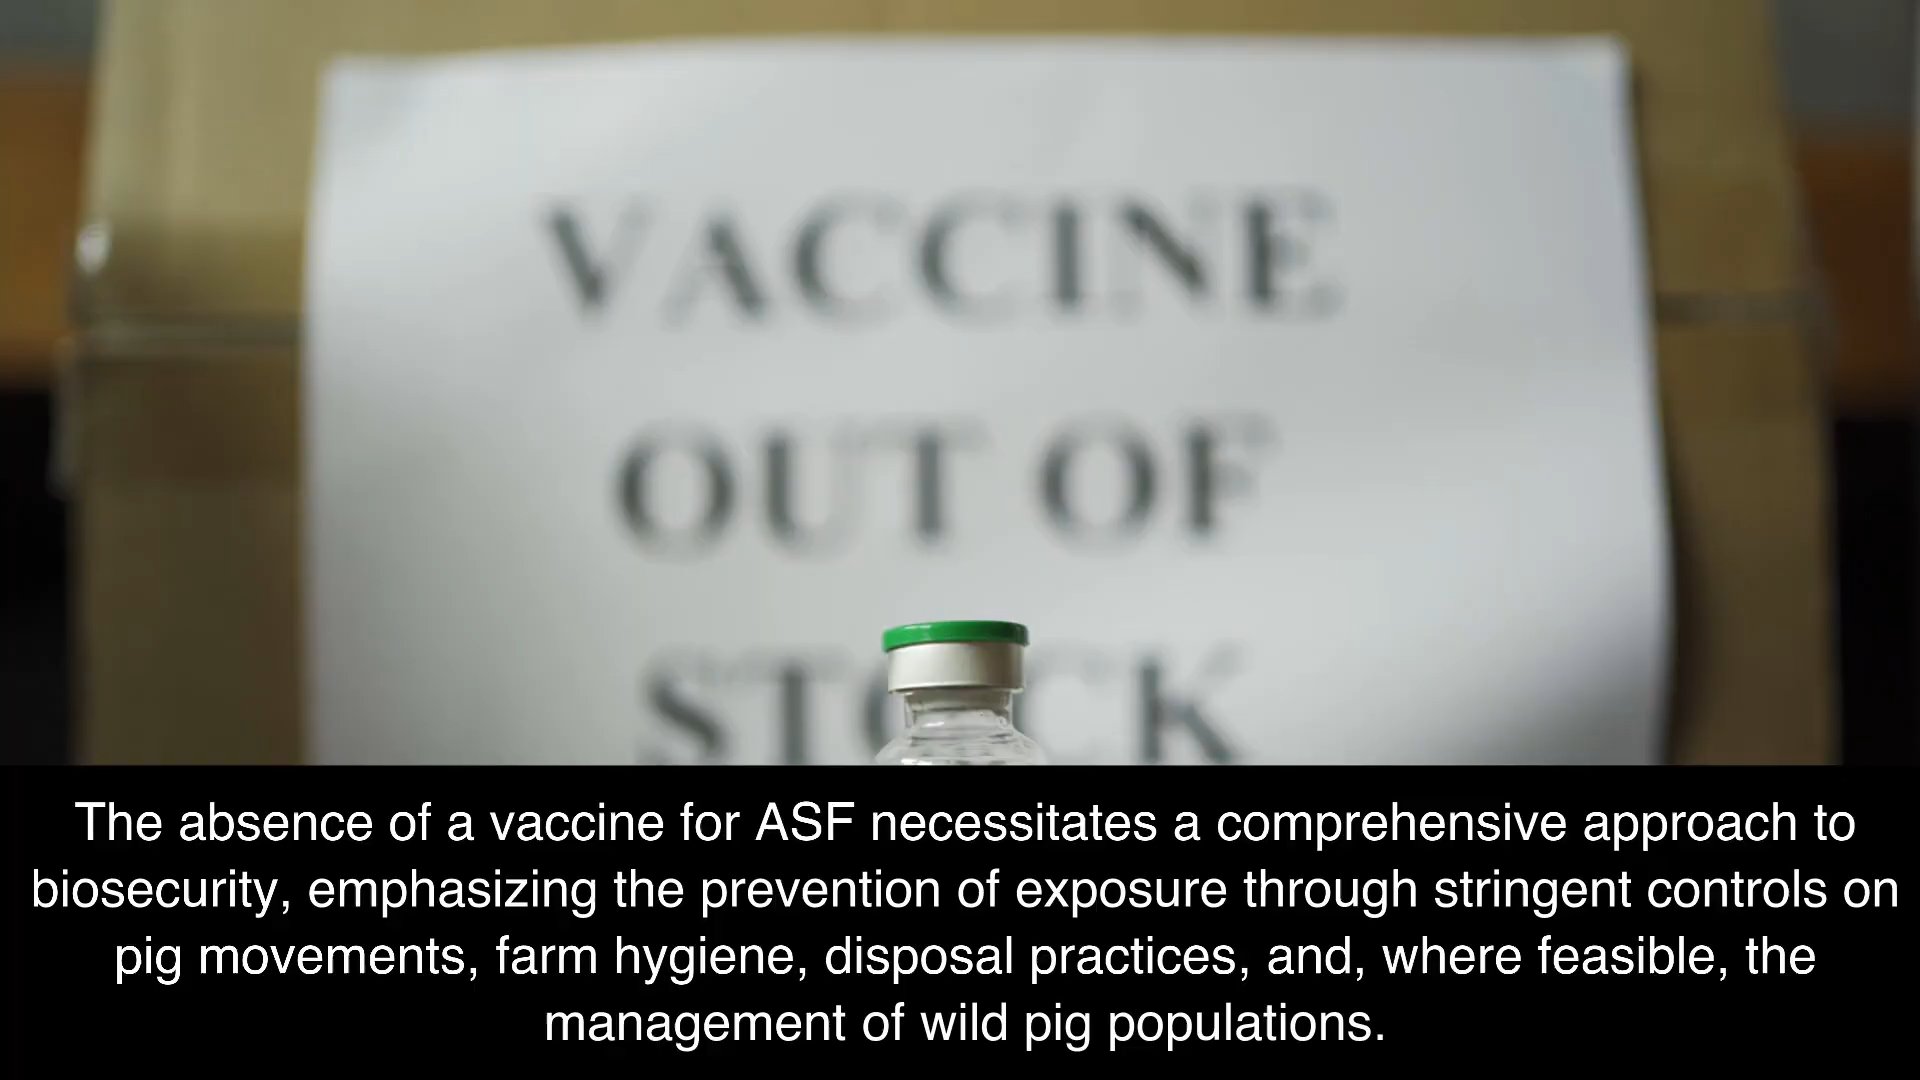 VACCINE
OUT OF
STOCK
The absence of a vaccine for ASF necessitates a comprehensive approach to
biosecurity, emphasizing the prevention of exposure through stringent controls on
pig movements, farm hygiene, disposal practices, and, where feasible, the
management of wild pig populations.